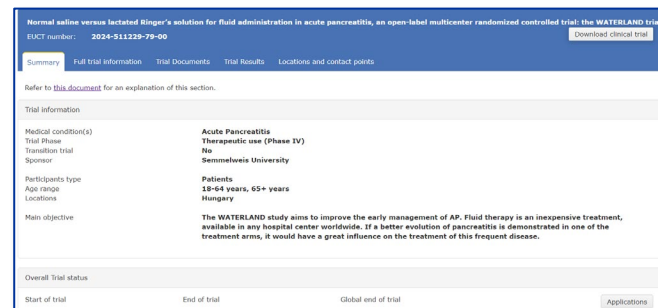 Normal saline versus lactated Ringer's solution for fluid administration in acute pancreatitis, an open-label multicenter randomized controlled trial: the WATERLAND tria
EUCT number: 2024-511229-79-00
Download clinical trial
Summary Full trial information Trial Documents Trial Results Locations and contact points
Refer to this document for an explanation of this section.
Trial information
Medical condition(s) Acute Pancreatitis
Trial Phase Therapeutic use (Phase IV)
Transition trial No
Sponsor Semmelweis University
Participants type Patients
Age range 18-64 years, 65+ years
Locations Hungary
Main objective The WATERLAND study aims to improve the early management of AP. Fluid therapy is an inexpensive treatment,
available in any hospital center worldwide. If a better evolution of pancreatitis is demonstrated in one of the
treatment arms, it would have a great influence on the treatment of this frequent disease.
Overall Trial status
Start of trial End of trial Global end of trial Applications